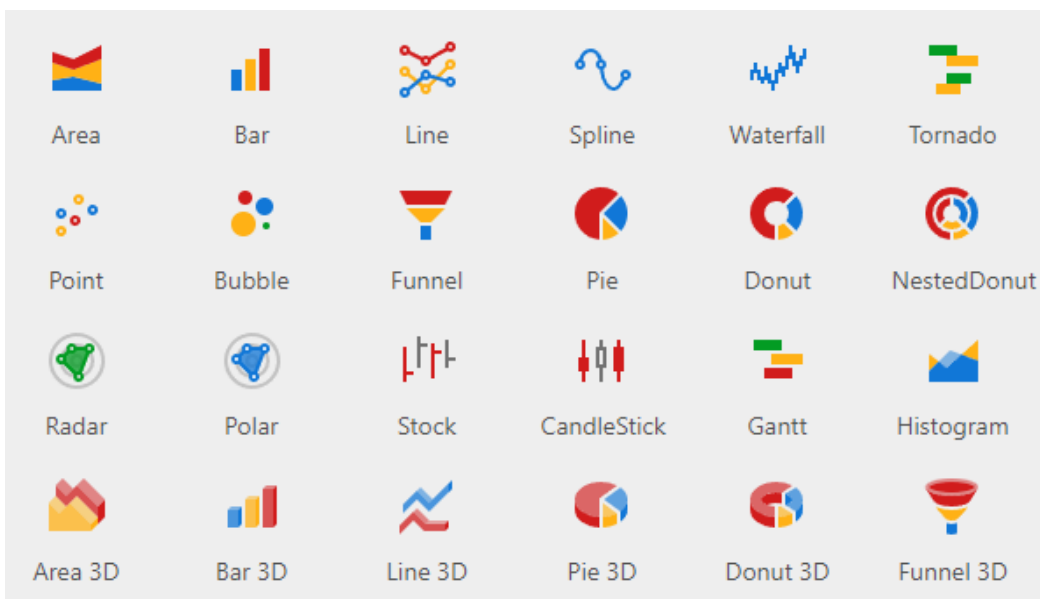 Area
Bar
Line
Spline
Waterfall
Tornado
Point
Bubble
Funnel
Pie
Donut
NestedDonut
Radar
Polar
Stock
CandleStick
Gantt
Histogram
Area 3D
Bar 3D
Line 3D
Pie 3D
Donut 3D
Funnel 3D